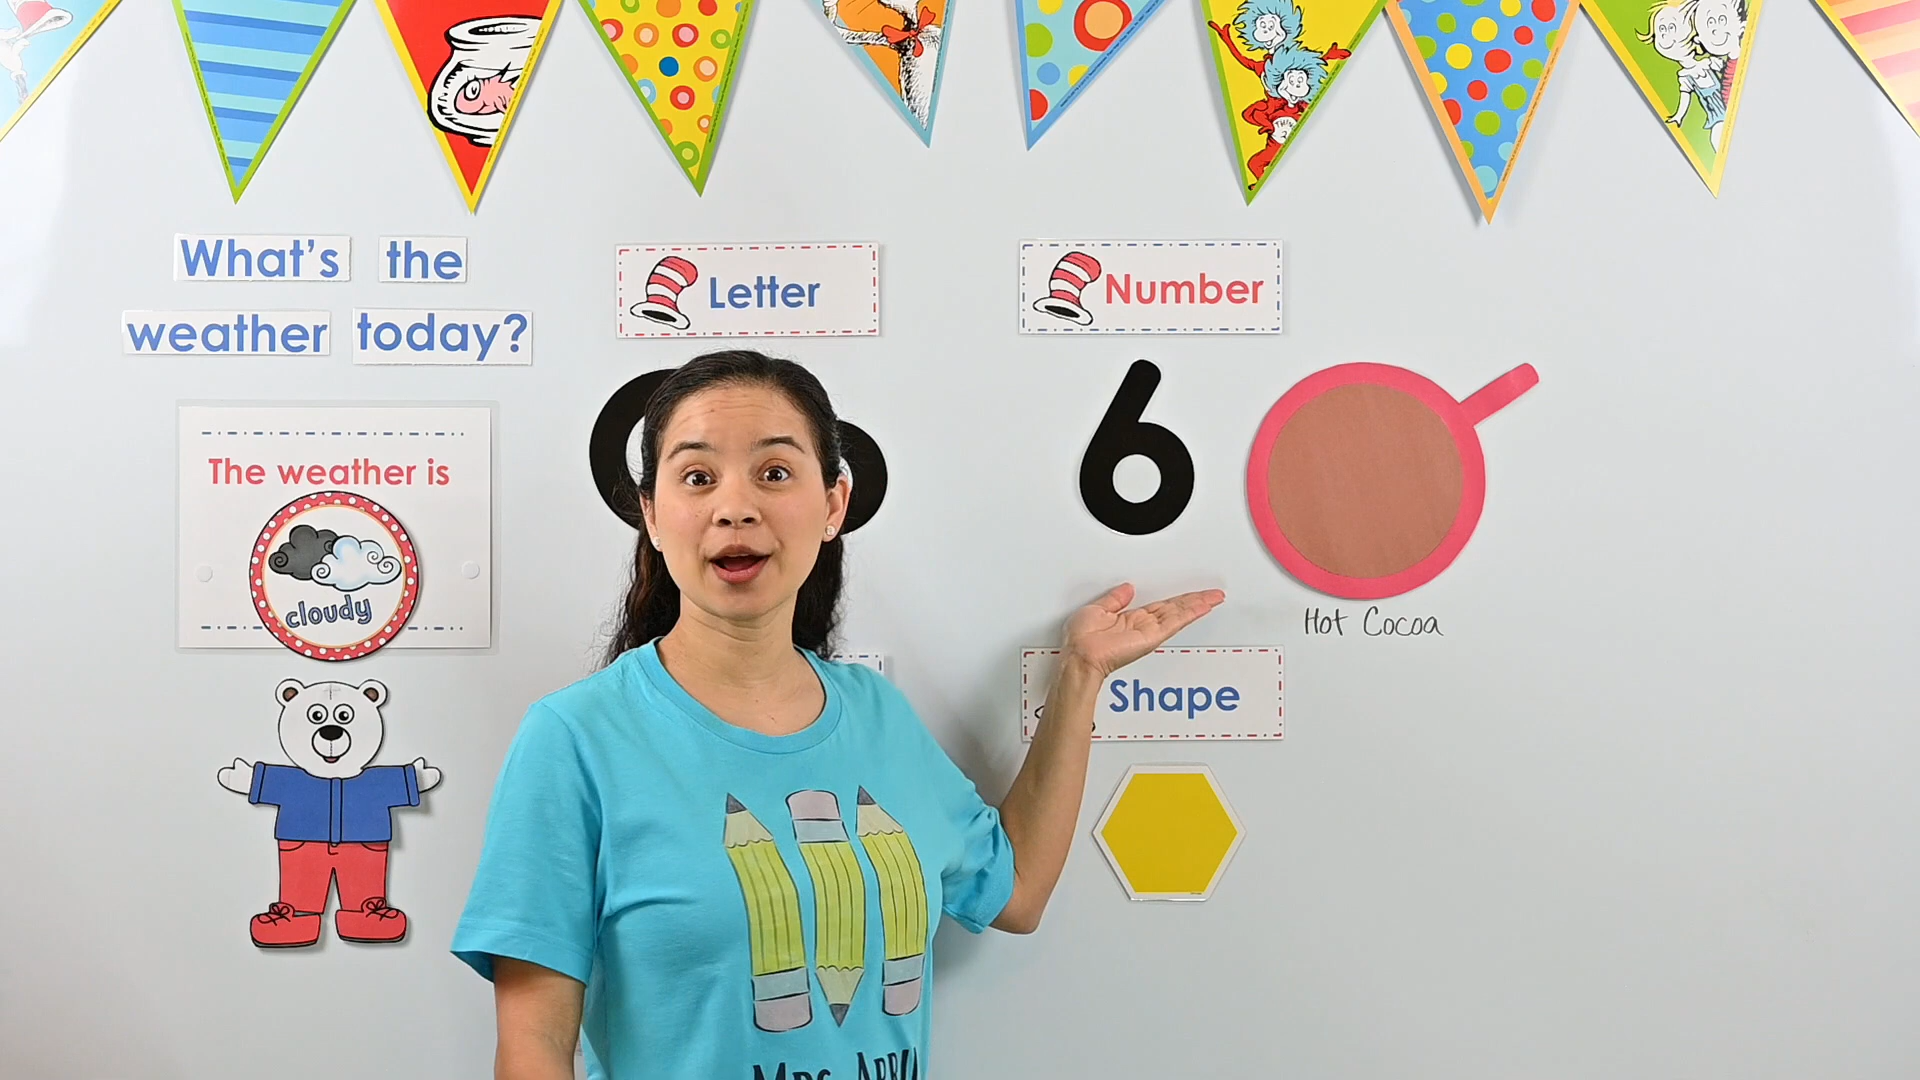 What's the
weather today?
The weather is
cloudy
Letter
Number
6
Hot Cocoa
Shape